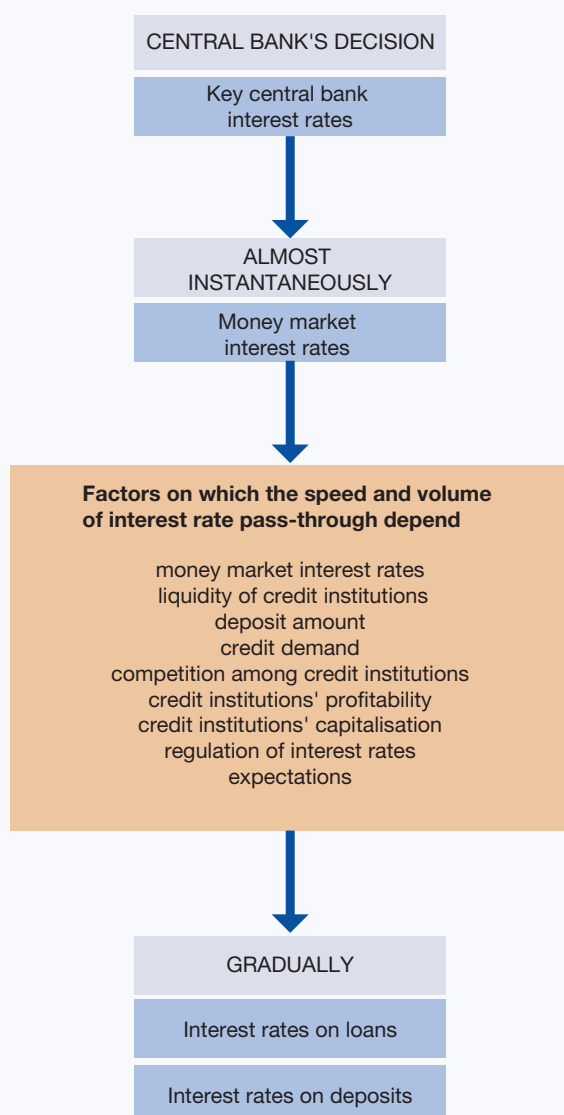 CENTRAL BANK'S DECISION
Key central bank
interest rates
ALMOST
INSTANTANEOUSLY
Money market
interest rates
Factors on which the speed and volume
of interest rate pass-through depend
money market interest rates
liquidity of credit institutions
deposit amount
credit demand
competition among credit institutions
credit institutions' profitability
credit institutions' capitalisation
regulation of interest rates
expectations
GRADUALLY
Interest rates on loans
Interest rates on deposits